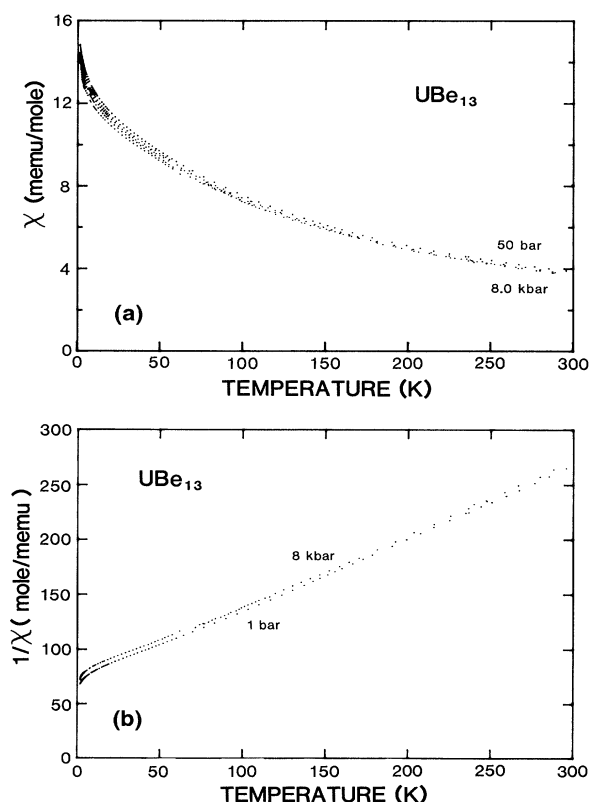 16
12
8
4
0
χ (memu/mole)
UBe13
50 bar
8.0 kbar
(a)
0 50 100 150 200 250 300
TEMPERATURE (K)
300
250
200
150
100
50
0
1/χ( mole/memu )
UBe13
8 kbar
1 bar
(b)
0 50 100 150 200 250 300
TEMPERATURE (K)